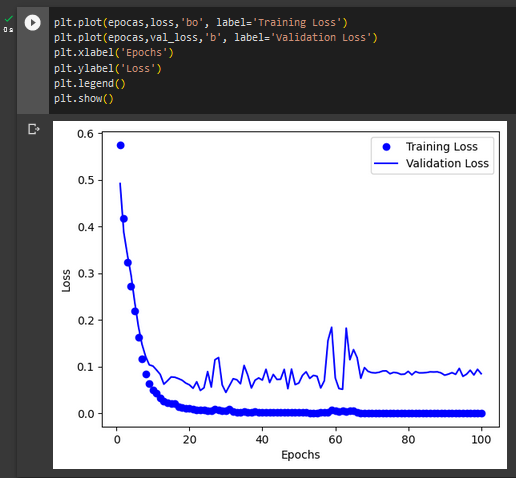 plt.plot(epocas,loss,'bo', label='Training Loss')
plt.plot(epocas,val_loss,'b', label='Validation Loss')
plt.xlabel('Epochs')
plt.ylabel('Loss')
plt.legend()
plt.show()
0s
Training Loss
Validation Loss
0.6
0.5
0.4
0.3
0.2
0.1
0.0
Loss
0 20 40 60 80 100
Epochs